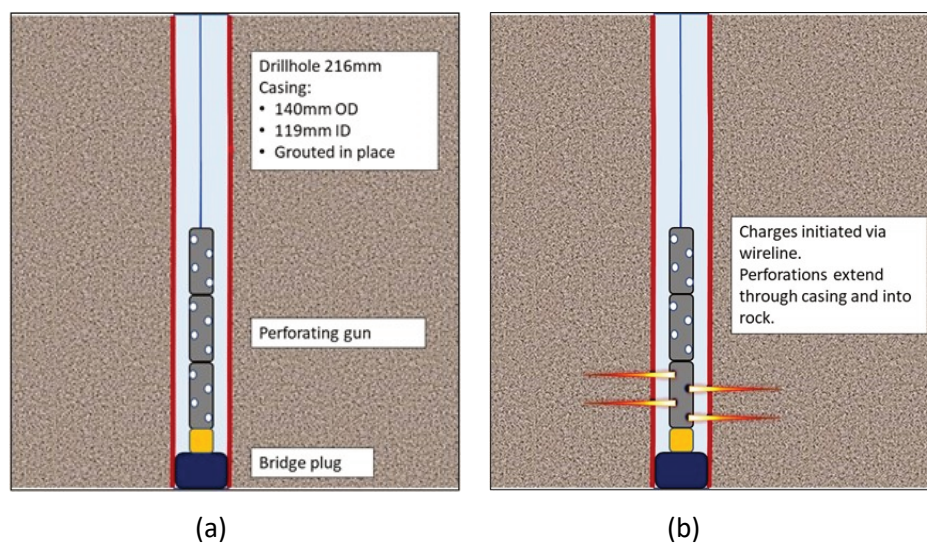 Drillhole 216mm
Casing:
• 140mm OD
• 119mm ID
• Grouted in place
Perforating gun
Bridge plug
(a)
Charges initiated via
wireline.
Perforations extend
through casing and into
rock.
(b)